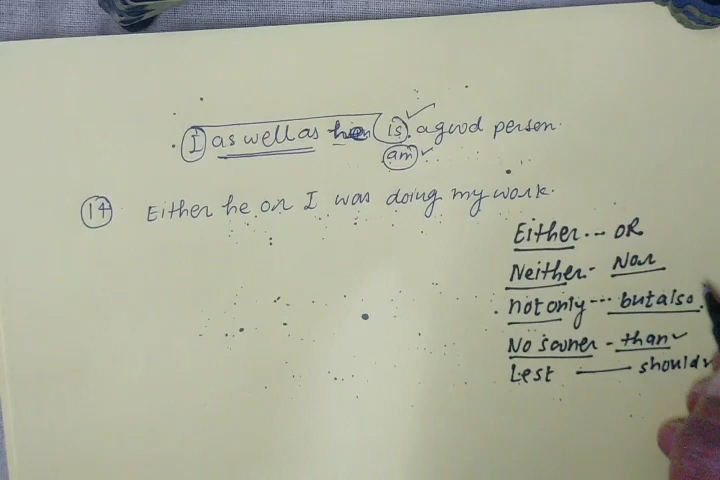 I as well as he is a good person.
am
14 Either he or I was doing my work.
Either... OR
Neither - Nor
not only --- but also.
No sooner - than
Lest — should